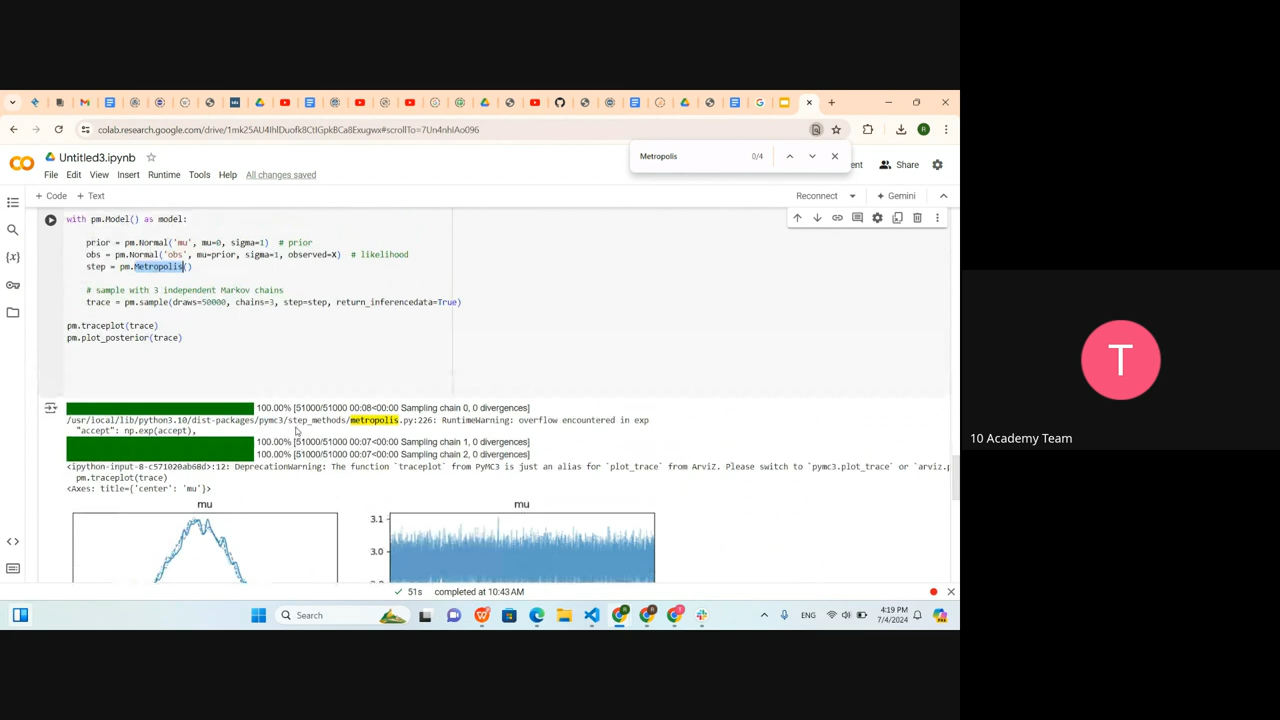 colab.research.google.com/drive/1mk25AU4IhlDuofk8CtIGpkBCa8Exugwx#scrollTo=7Un4nhIAo096
Metropolis 0/4
Untitled3.ipynb
ent
Share
File Edit View Insert Runtime Tools Help All changes saved
+ Code + Text
Reconnect
Gemini
with pm.Model() as model:
prior = pm.Normal('mu', mu=0, sigma=1) # prior
obs = pm.Normal('obs', mu=prior, sigma=1, observed=X) # likelihood
step = pm.Metropolis()
# sample with 3 independent Markov chains
trace = pm.sample(draws=50000, chains=3, step=step, return_inferencedata=True)
pm.traceplot(trace)
pm.plot_posterior(trace)
100.00% [51000/51000 00:08<00:00 Sampling chain 0, 0 divergences]
/usr/local/lib/python3.10/dist-packages/pymc3/step_methods/metropolis.py:226: RuntimeWarning: overflow encountered in exp
"accept": np.exp(accept),
100.00% [51000/51000 00:07<00:00 Sampling chain 1, 0 divergences]
100.00% [51000/51000 00:07<00:00 Sampling chain 2, 0 divergences]
<ipython-input-8-c571020ab68d>:12: DeprecationWarning: The function `traceplot` from PyMC3 is just an alias for `plot_trace` from ArviZ. Please switch to `pymc3.plot_trace` or `arviz.p
pm.traceplot(trace)
<Axes: title={'center': 'mu'}>
mu
mu
3.1
3.0
51s completed at 10:43 AM
Search
ENG
4:19 PM
7/4/2024
T
10 Academy Team